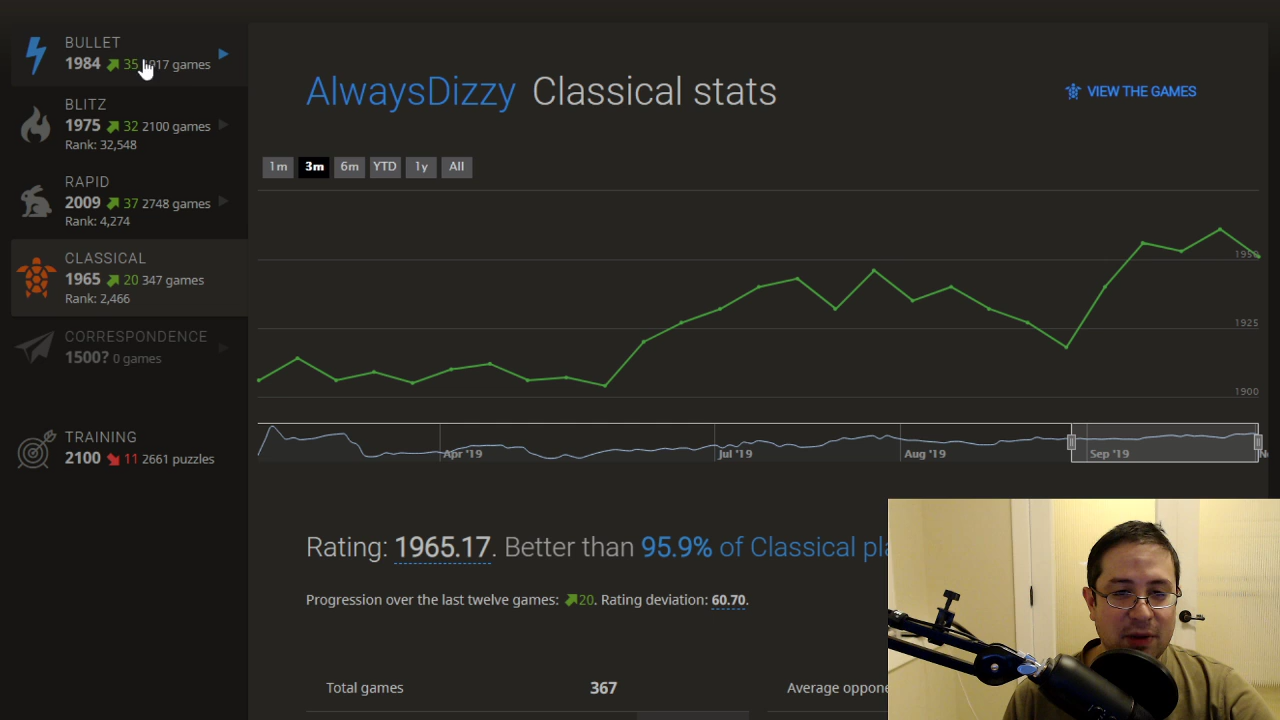 BULLET
1984 35 917 games
BLITZ
1975 32 2100 games
Rank: 32,548
RAPID
2009 37 2748 games
Rank: 4,274
CLASSICAL
1965 20 347 games
Rank: 2,466
CORRESPONDENCE
1500? 0 games
TRAINING
2100 11 2661 puzzles
AlwaysDizzy Classical stats
VIEW THE GAMES
1m 3m 6m YTD 1y All
1950
1925
1900
Apr '19 Jul '19 Aug '19 Sep '19
Rating: 1965.17. Better than 95.9% of Classical pla
Progression over the last twelve games: 20. Rating deviation: 60.70.
Total games 367
Average oppone